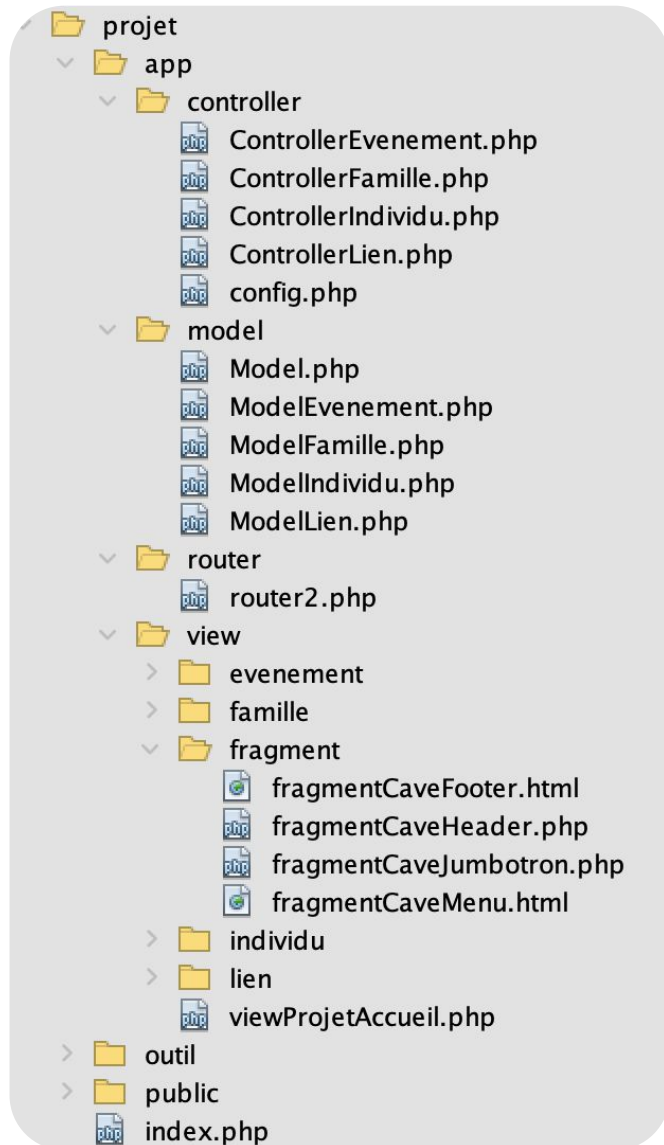 projet
app
controller
ControllerEvenement.php
ControllerFamille.php
ControllerIndividu.php
ControllerLien.php
config.php
model
Model.php
ModelEvenement.php
ModelFamille.php
ModelIndividu.php
ModelLien.php
router
router2.php
view
evenement
famille
fragment
fragmentCaveFooter.html
fragmentCaveHeader.php
fragmentCaveJumbotron.php
fragmentCaveMenu.html
individu
lien
viewProjetAccueil.php
outil
public
index.php